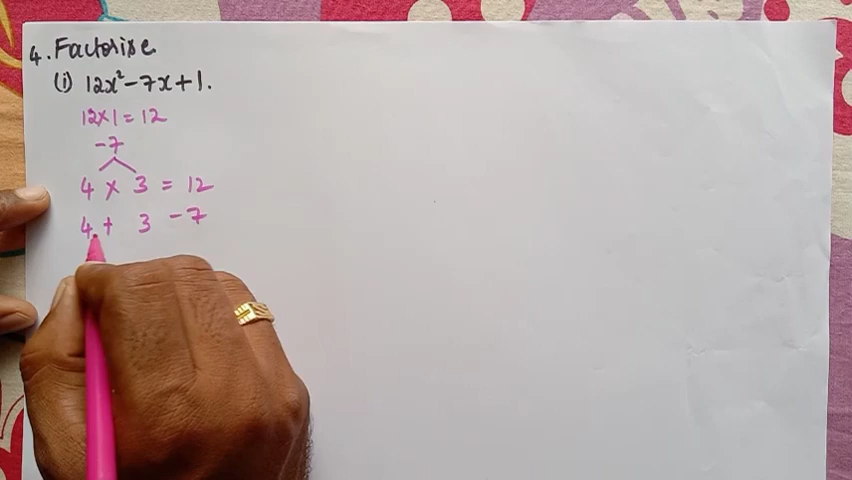 4. Factorise
(i) 12x² - 7x + 1.
12 × 1 = 12
-7
4 × 3 = 12
4 + 3 -7